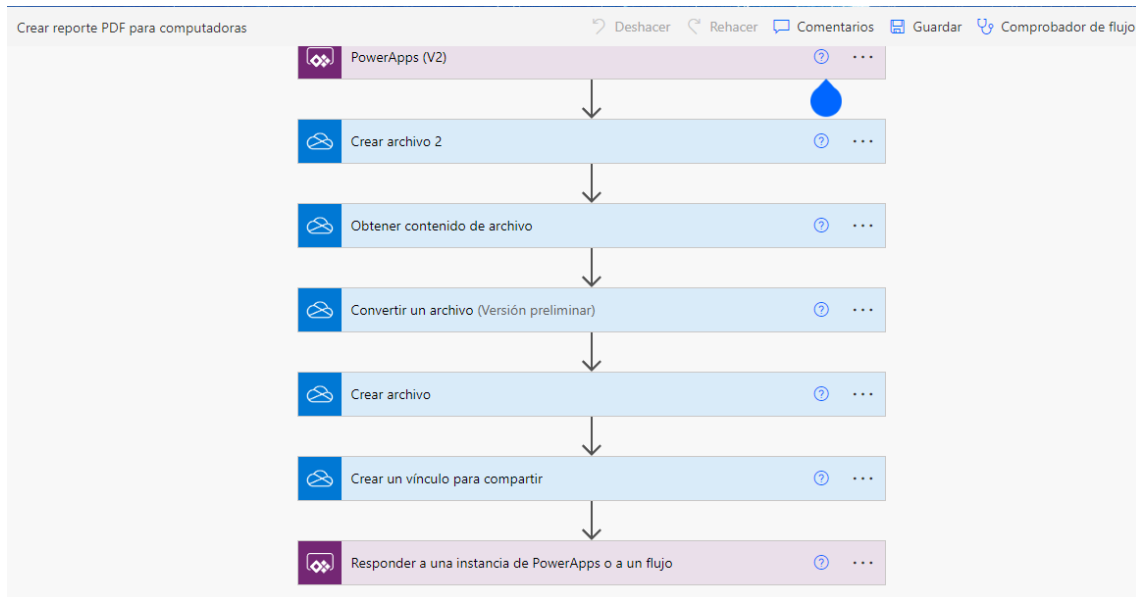 Crear reporte PDF para computadoras
Deshacer Rehacer Comentarios Guardar Comprobador de flujo
PowerApps (V2)
Crear archivo 2
Obtener contenido de archivo
Convertir un archivo (Versión preliminar)
Crear archivo
Crear un vínculo para compartir
Responder a una instancia de PowerApps o a un flujo